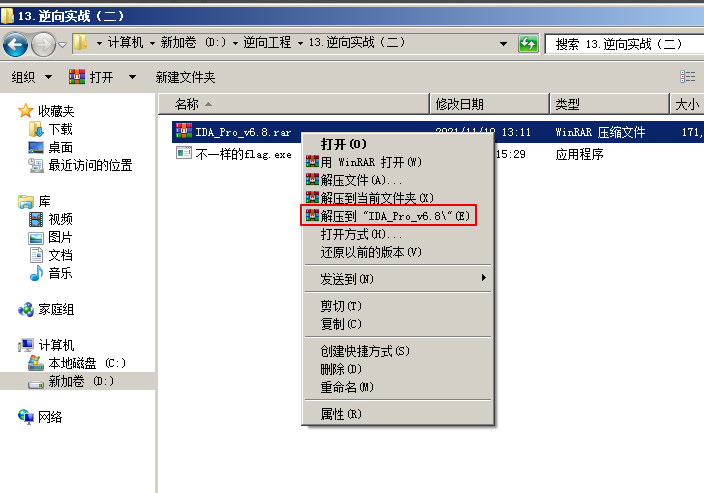 13.逆向实战（二）
计算机 新加卷 (D:) 逆向工程 13.逆向实战（二）
搜索 13.逆向实战（二）
组织 打开 新建文件夹
收藏夹
下载
桌面
最近访问的位置
库
视频
图片
文档
音乐
家庭组
计算机
本地磁盘 (C:)
新加卷 (D:)
网络
名称 修改日期 类型 大小
IDA_Pro_v6.8.rar 13:11 WinRAR 压缩文件 171,
不一样的flag.exe 15:29 应用程序
打开(O)
用 WinRAR 打开(W)
解压文件(A)...
解压到当前文件夹(X)
解压到 "IDA_Pro_v6.8\"(E)
打开方式(H)...
还原以前的版本(V)
发送到(N)
剪切(T)
复制(C)
创建快捷方式(S)
删除(D)
重命名(M)
属性(R)